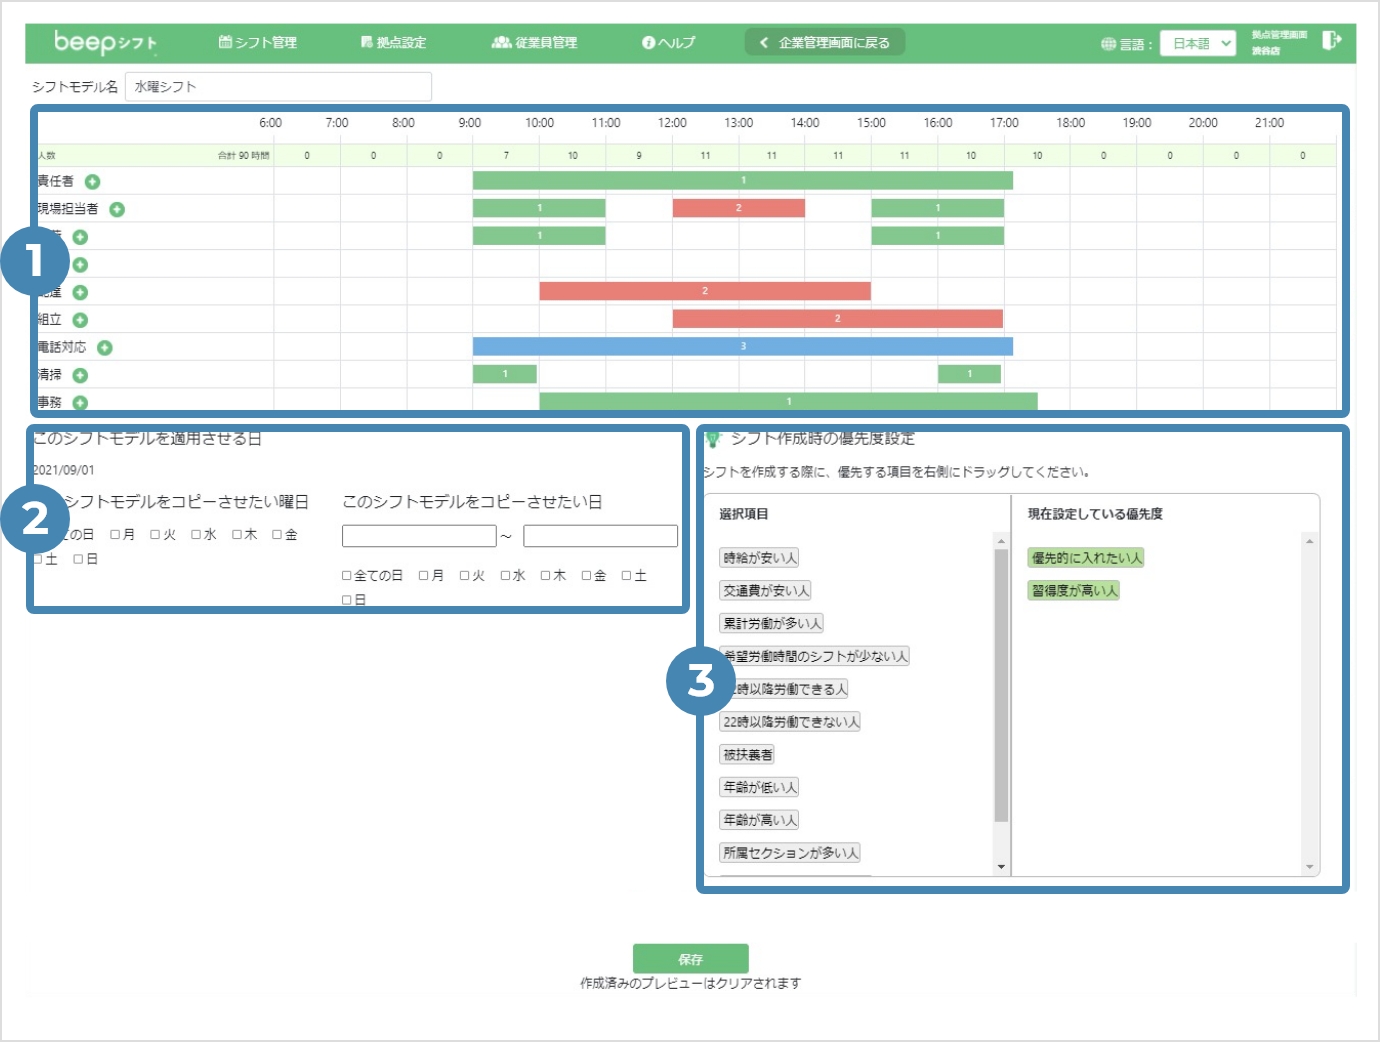 beepシフト シフト管理 拠点設定 従業員管理 ヘルプ 企業管理画面に戻る 言語： 日本語 拠点管理画面
渋谷店
シフトモデル名 水曜シフト
6:00 7:00 8:00 9:00 10:00 11:00 12:00 13:00 14:00 15:00 16:00 17:00 18:00 19:00 20:00 21:00
人数 合計 90 時間 0 0 0 7 10 9 11 11 11 11 10 10 0 0 0 0
責任者 1
現場担当者 1 2 1
1 1
1
達 2
組立 2
電話対応 3
清掃 1 1
事務 1
このシフトモデルを適用させる日
2021/09/01
2
シフトモデルをコピーさせたい曜日
の日 月 火 水 木 金
土 日
このシフトモデルをコピーさせたい日
～
全ての日 月 火 水 木 金 土
日
シフト作成時の優先度設定
シフトを作成する際に、優先する項目を右側にドラッグしてください。
選択項目
時給が安い人
交通費が安い人
累計労働が多い人
希望労働時間のシフトが少ない人
3
時以降労働できる人
22時以降労働できない人
被扶養者
年齢が低い人
年齢が高い人
所属セクションが多い人
現在設定している優先度
優先的に入れたい人
習得度が高い人
保存
作成済みのプレビューはクリアされます